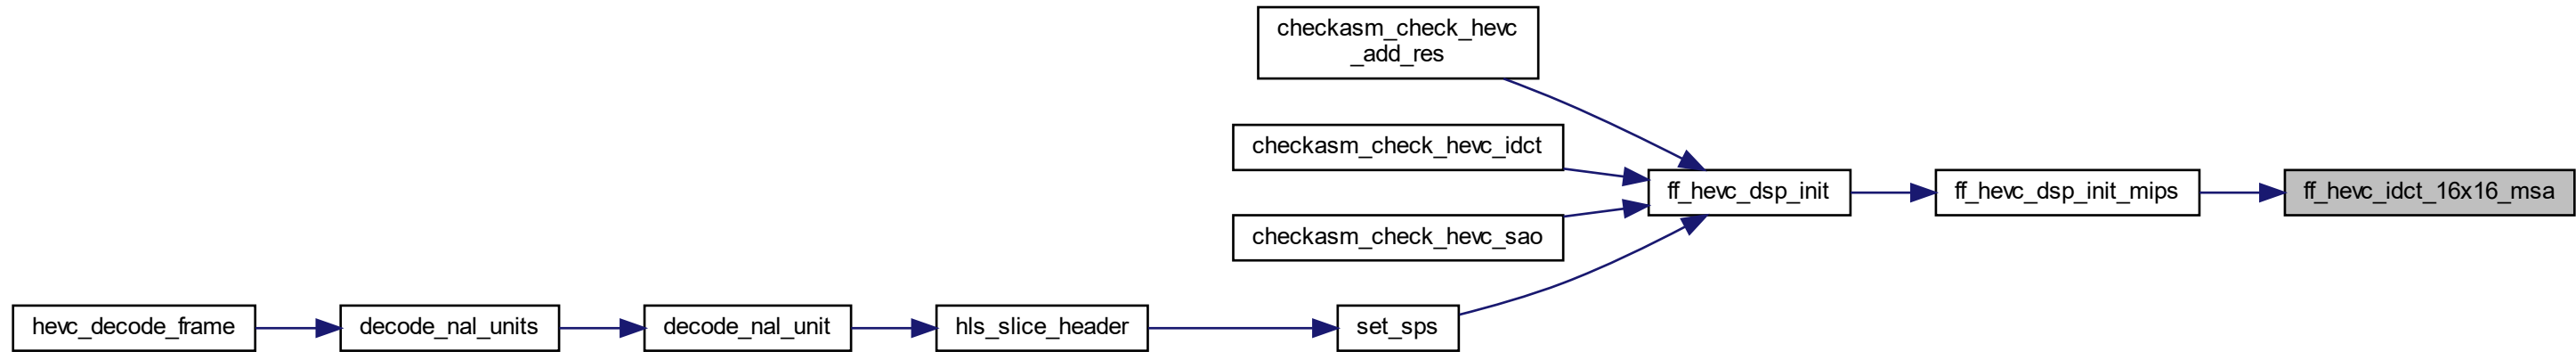 checkasm_check_hevc
_add_res
checkasm_check_hevc_idct
ff_hevc_dsp_init
ff_hevc_dsp_init_mips
ff_hevc_idct_16x16_msa
checkasm_check_hevc_sao
hevc_decode_frame
decode_nal_units
decode_nal_unit
hls_slice_header
set_sps